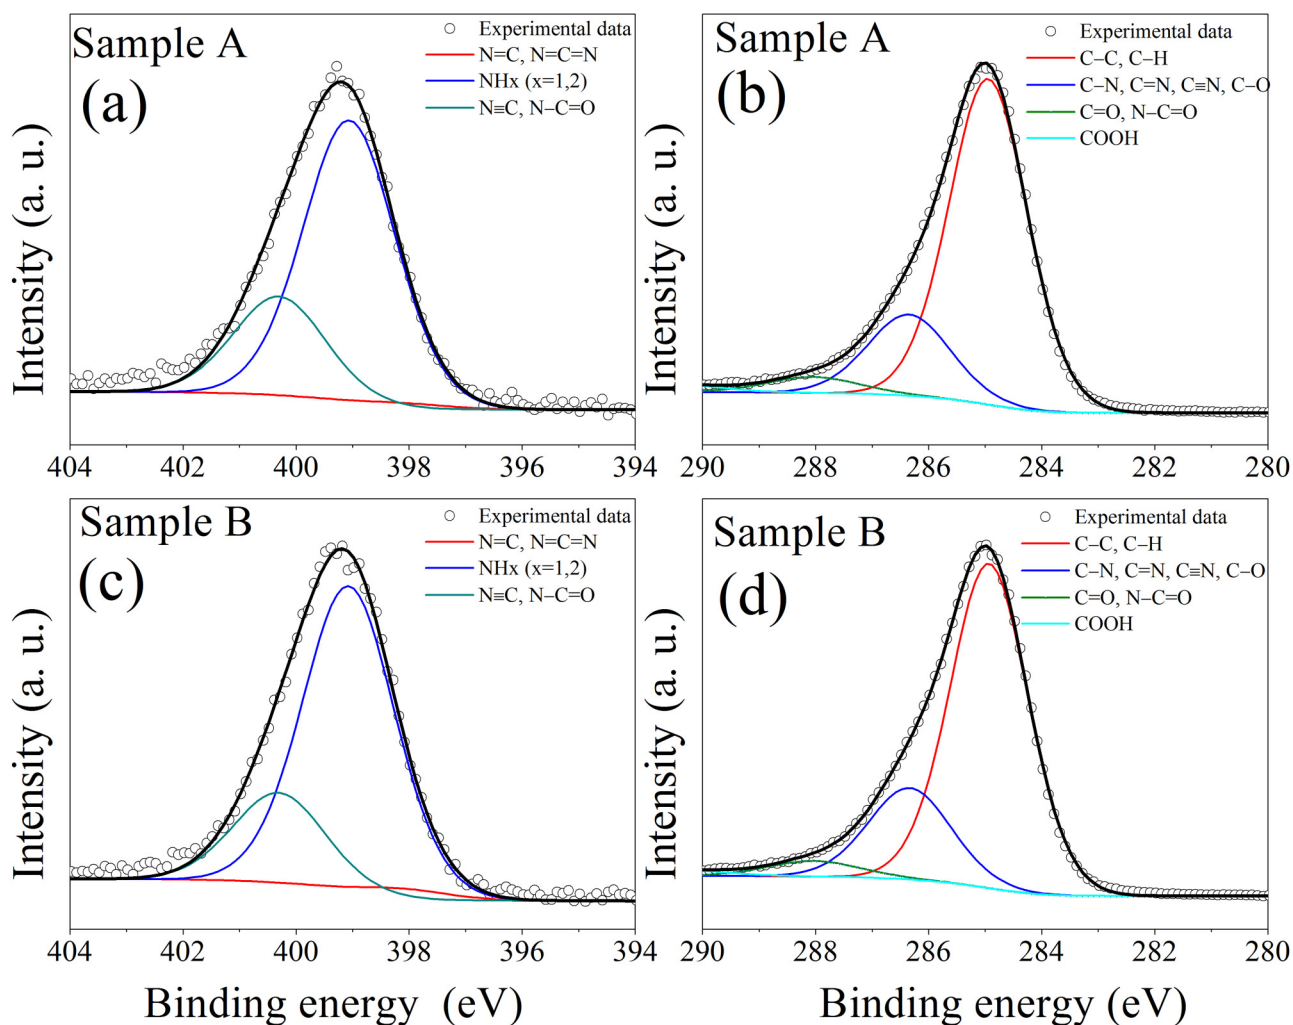 Sample A
(a)
Experimental data
N=C, N=C=N
NHx (x=1,2)
N≡C, N–C=O
Intensity (a. u.)
404 402 400 398 396 394
Sample A
(b)
Experimental data
C–C, C–H
C–N, C=N, C≡N, C–O
C=O, N–C=O
COOH
Intensity (a. u.)
290 288 286 284 282 280
Sample B
(c)
Experimental data
N=C, N=C=N
NHx (x=1,2)
N≡C, N–C=O
Intensity (a. u.)
404 402 400 398 396 394
Binding energy (eV)
Sample B
(d)
Experimental data
C–C, C–H
C–N, C=N, C≡N, C–O
C=O, N–C=O
COOH
Intensity (a. u.)
290 288 286 284 282 280
Binding energy (eV)